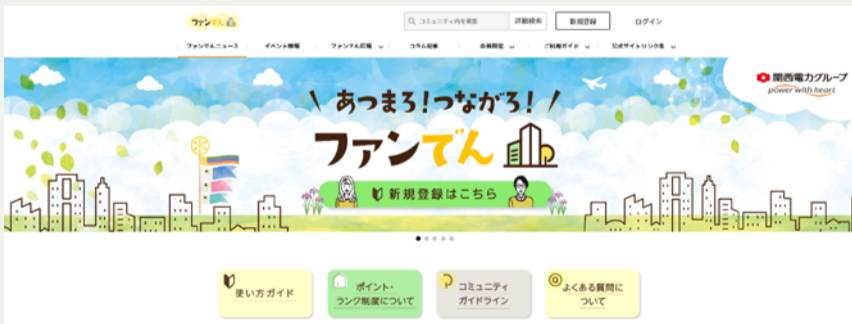 ファンでん
コミュニティ内を検索 詳細検索 新規登録 ログイン
ファンでんニュース イベント情報 ファンでん広場 コラム記事 会員限定 ご利用ガイド 公式サイトリンク集
関西電力グループ
power with heart
\ あつまろ!つながろ! /
ファンでん
新規登録はこちら
使い方ガイド
ポイント・
ランク制度について
コミュニティ
ガイドライン
よくある質問に
ついて